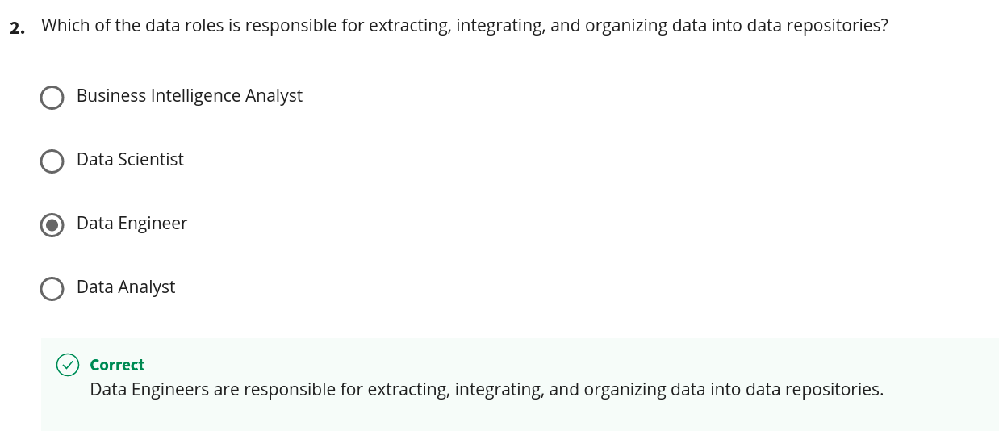 2. Which of the data roles is responsible for extracting, integrating, and organizing data into data repositories?
Business Intelligence Analyst
Data Scientist
Data Engineer
Data Analyst
Correct
Data Engineers are responsible for extracting, integrating, and organizing data into data repositories.